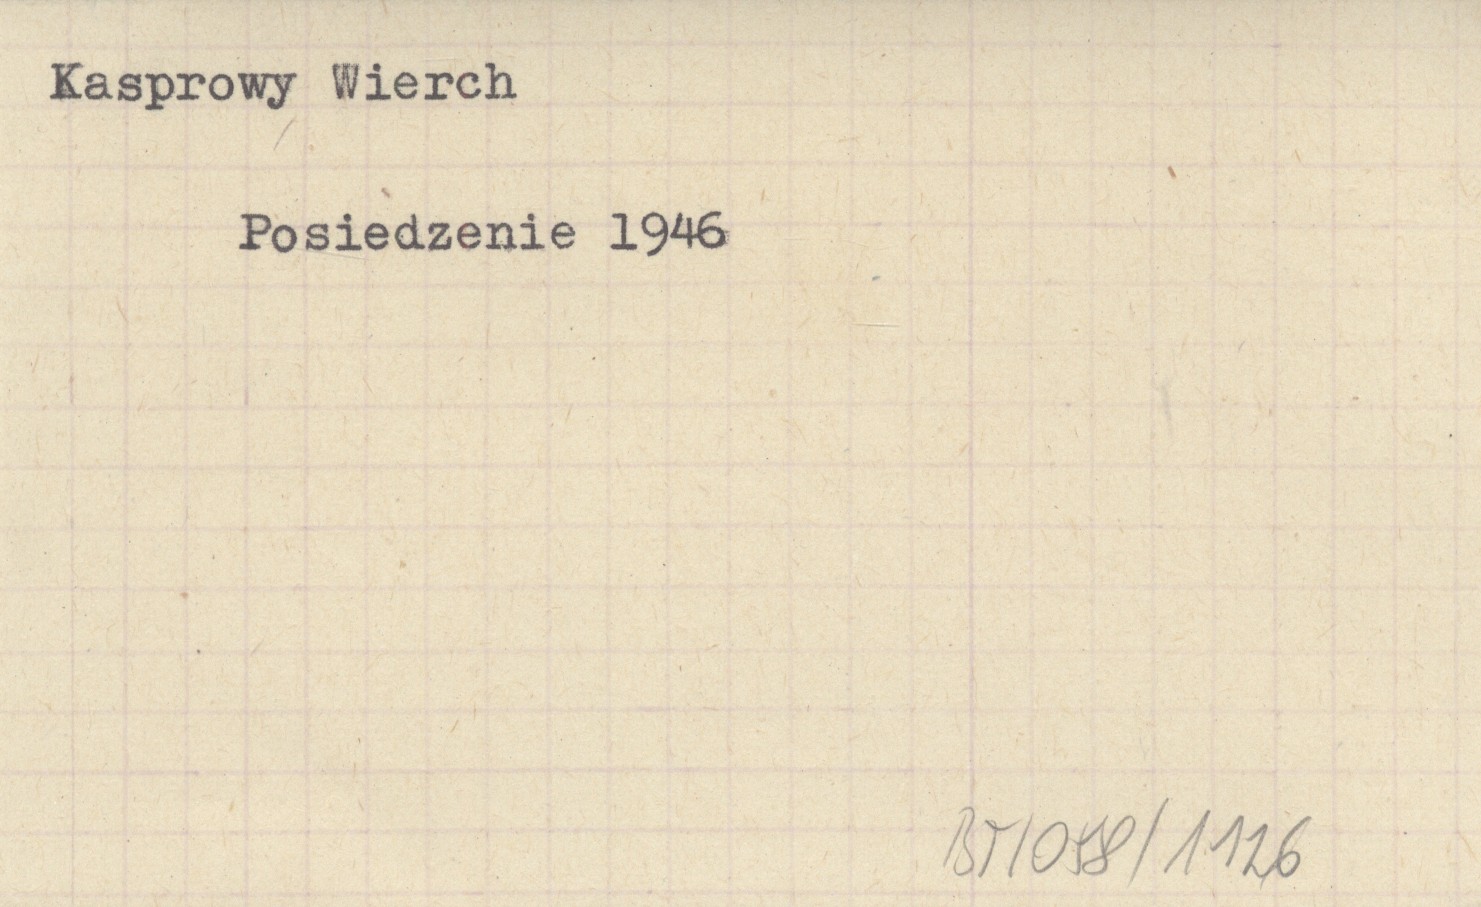 Kasprowy Wierch
Posiedzenie 1946
BT/058/1126